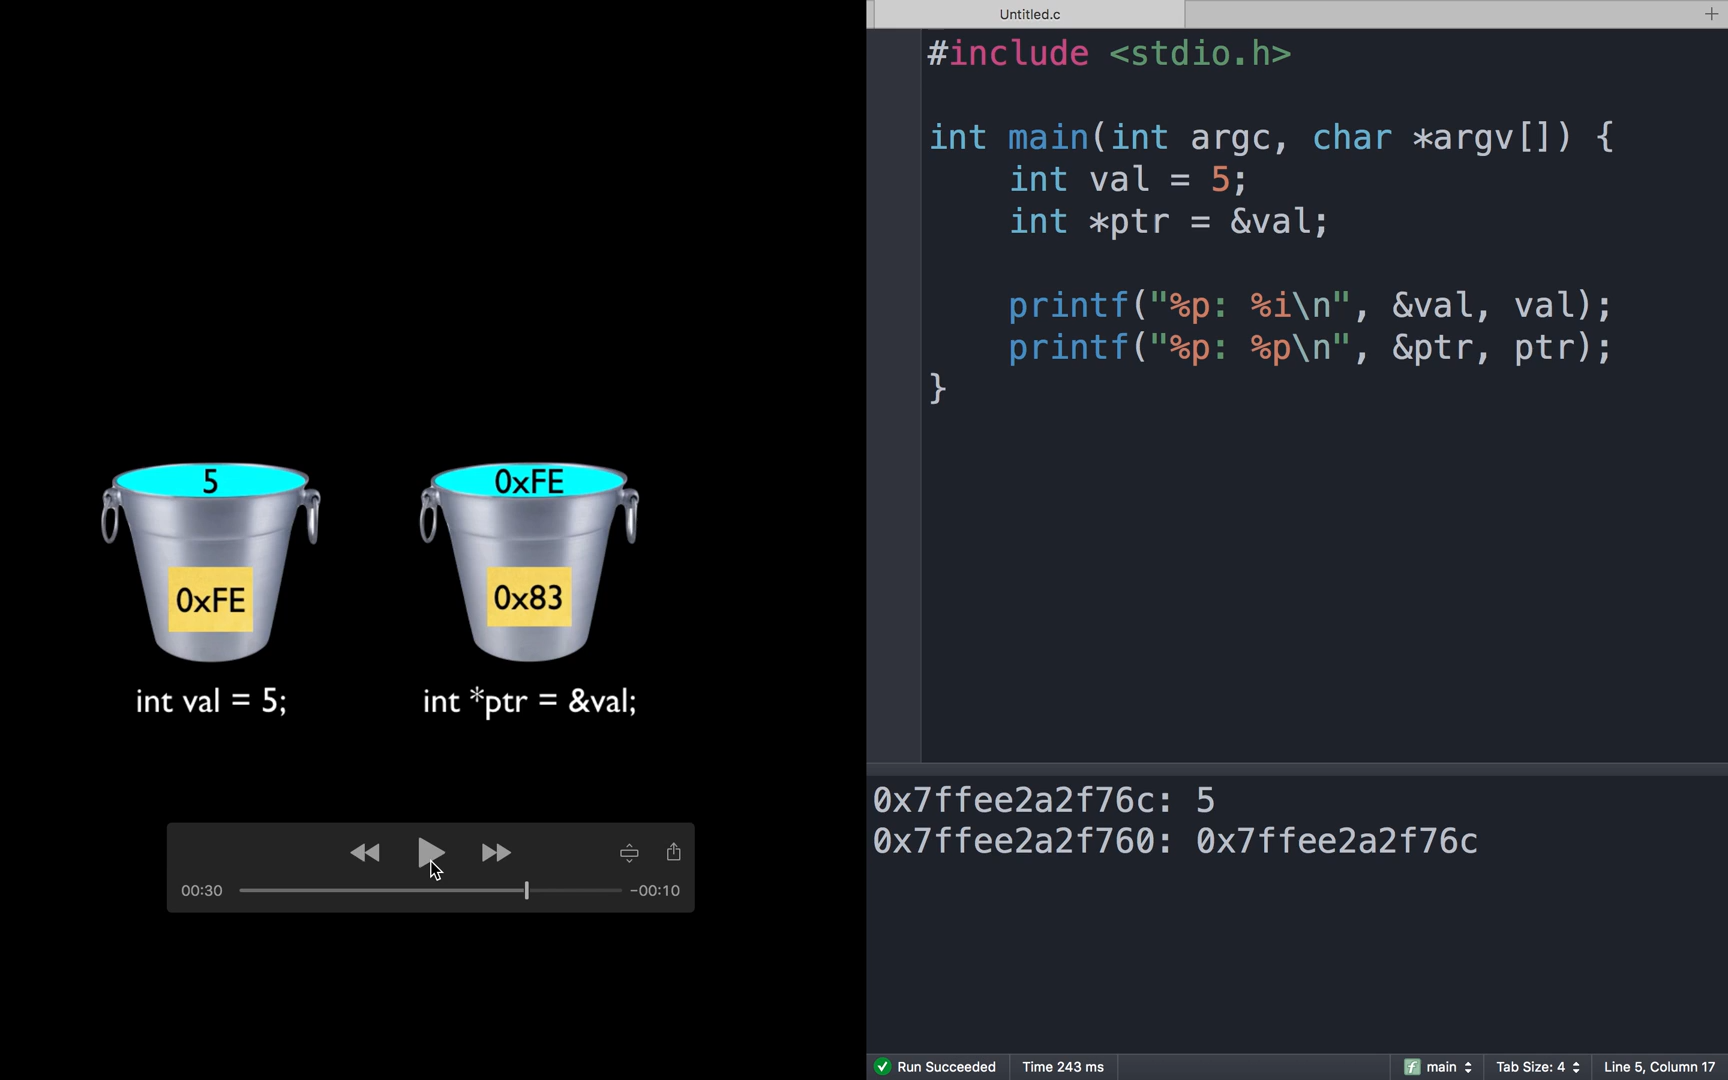 5
0xFE
0xFE
0x83
int val = 5;
int *ptr = &val;
00:30
-00:10
Untitled.c
#include <stdio.h>
int main(int argc, char *argv[]) {
int val = 5;
int *ptr = &val;
printf("%p: %i\n", &val, val);
printf("%p: %p\n", &ptr, ptr);
}
0x7ffee2a2f76c: 5
0x7ffee2a2f760: 0x7ffee2a2f76c
Run Succeeded Time 243 ms f main Tab Size: 4 Line 5, Column 17